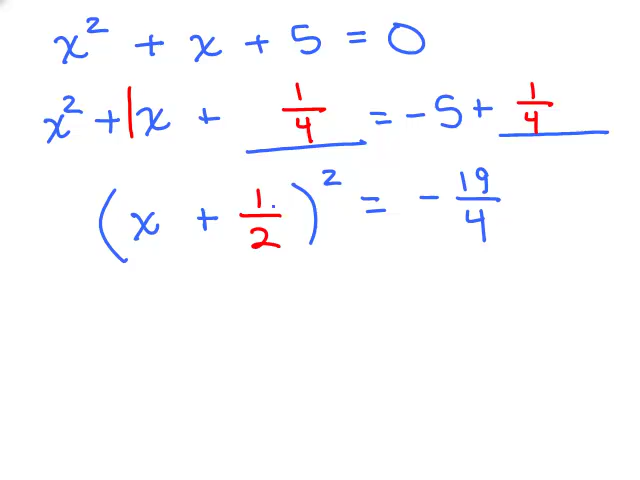 x² + x + 5 = 0
x² + 1x + 1/4 = -5 + 1/4
(x + 1/2)² = -19/4